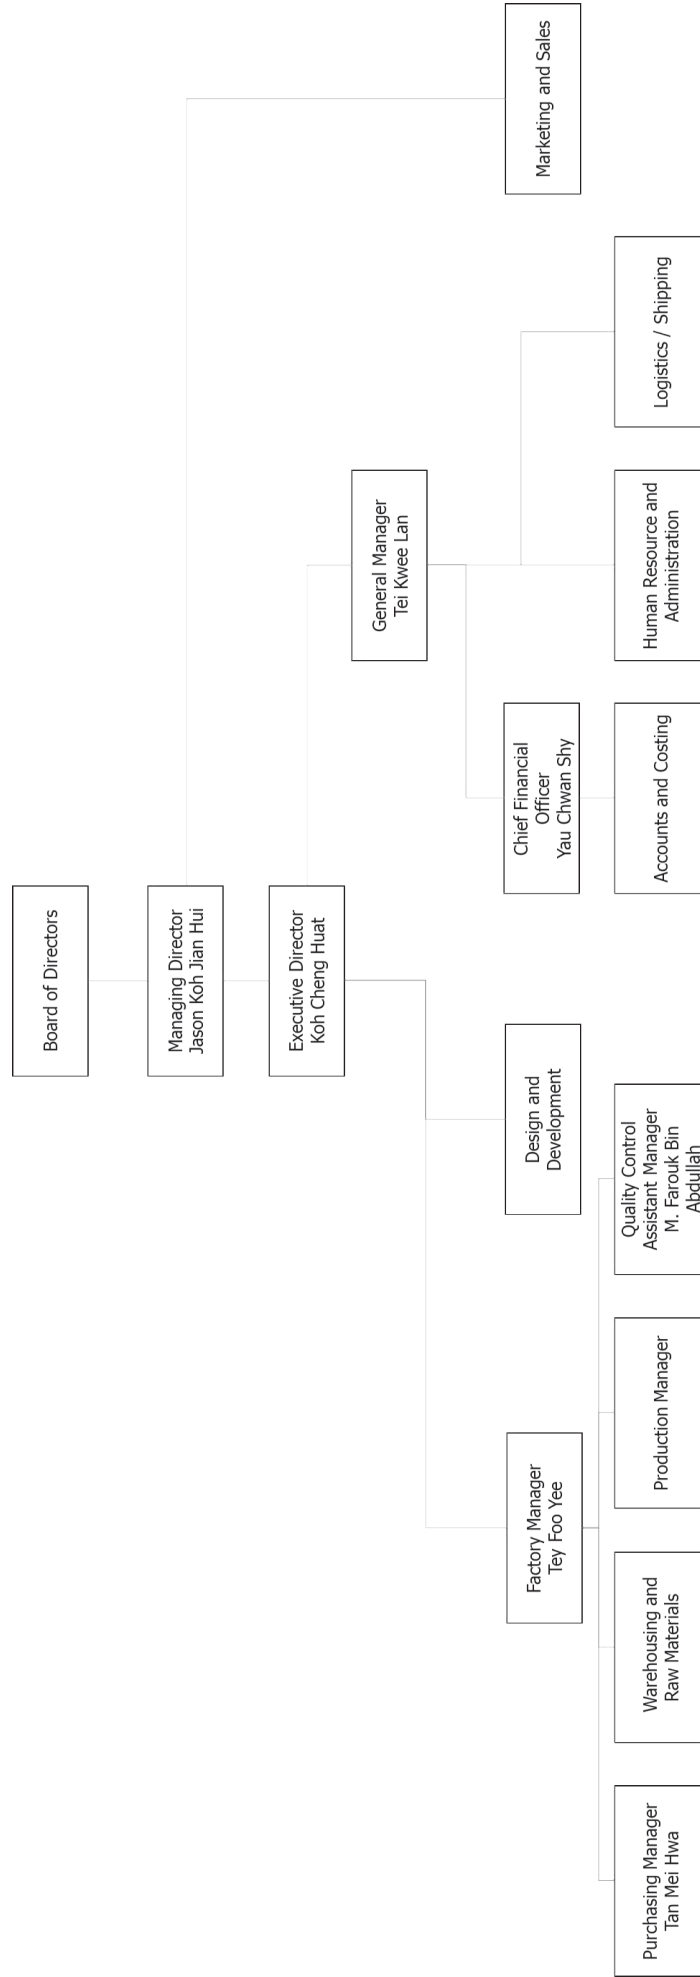 Board of Directors
Managing Director
Jason Koh Jian Hui
Executive Director
Koh Cheng Huat
General Manager
Tei Kwee Lan
Factory Manager
Tey Foo Yee
Design and
Development
Chief Financial
Officer
Yau Chwan Shy
Marketing and Sales
Purchasing Manager
Tan Mei Hwa
Warehousing and
Raw Materials
Production Manager
Quality Control
Assistant Manager
M. Farouk Bin
Abdullah
Accounts and Costing
Human Resource and
Administration
Logistics / Shipping